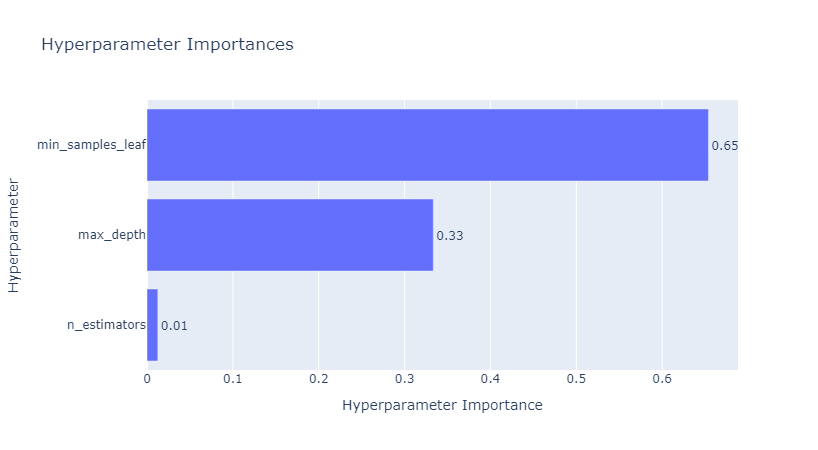 Hyperparameter Importances
Hyperparameter
min_samples_leaf
0.65
max_depth
0.33
n_estimators
0.01
0
0.1
0.2
0.3
0.4
0.5
0.6
Hyperparameter Importance